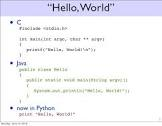 "Hello, World"
C
#include <stdio.h>
int main(int argc, char ** argv)
{
printf("Hello, World!\n");
}
Java
public class Hello
{
public static void main(String argv[])
{
System.out.println("Hello, World!");
}
}
now in Python
print "Hello, World!"